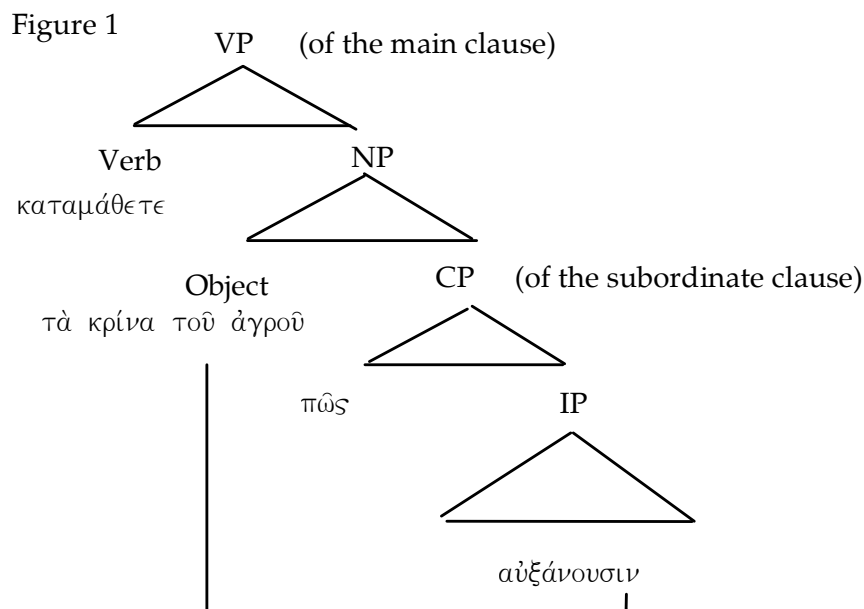 Figure 1
VP (of the main clause)
Verb NP
καταμάθετε
CP (of the subordinate clause)
Object
τὰ κρίνα τοῦ ἀγροῦ
πῶς IP
αὐξάνουσιν